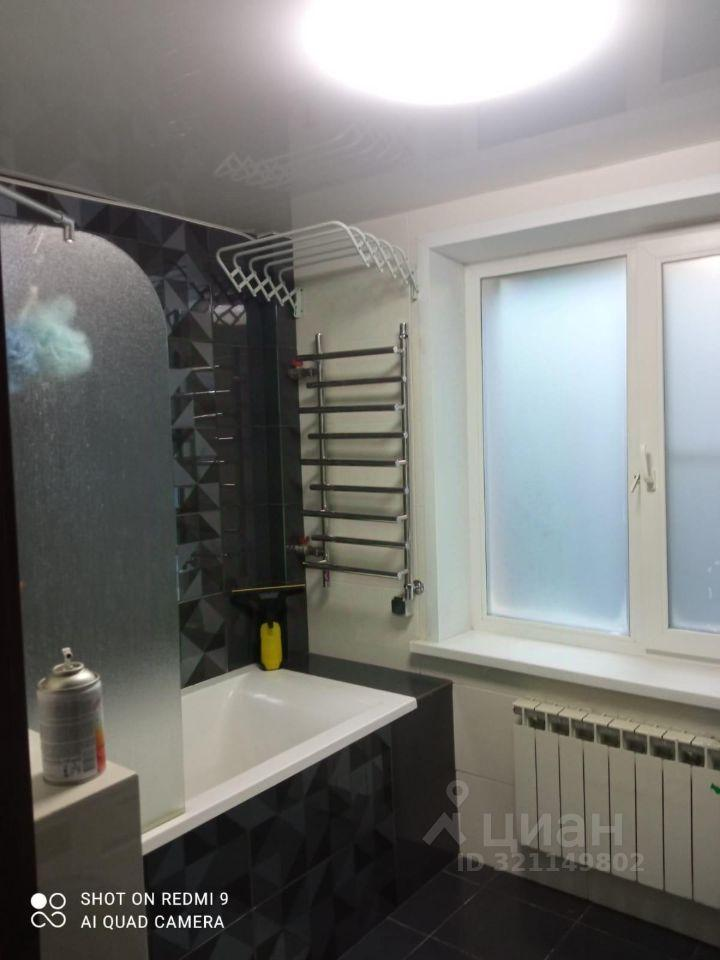 циан
ID 321149802
SHOT ON REDMI 9
AI QUAD CAMERA